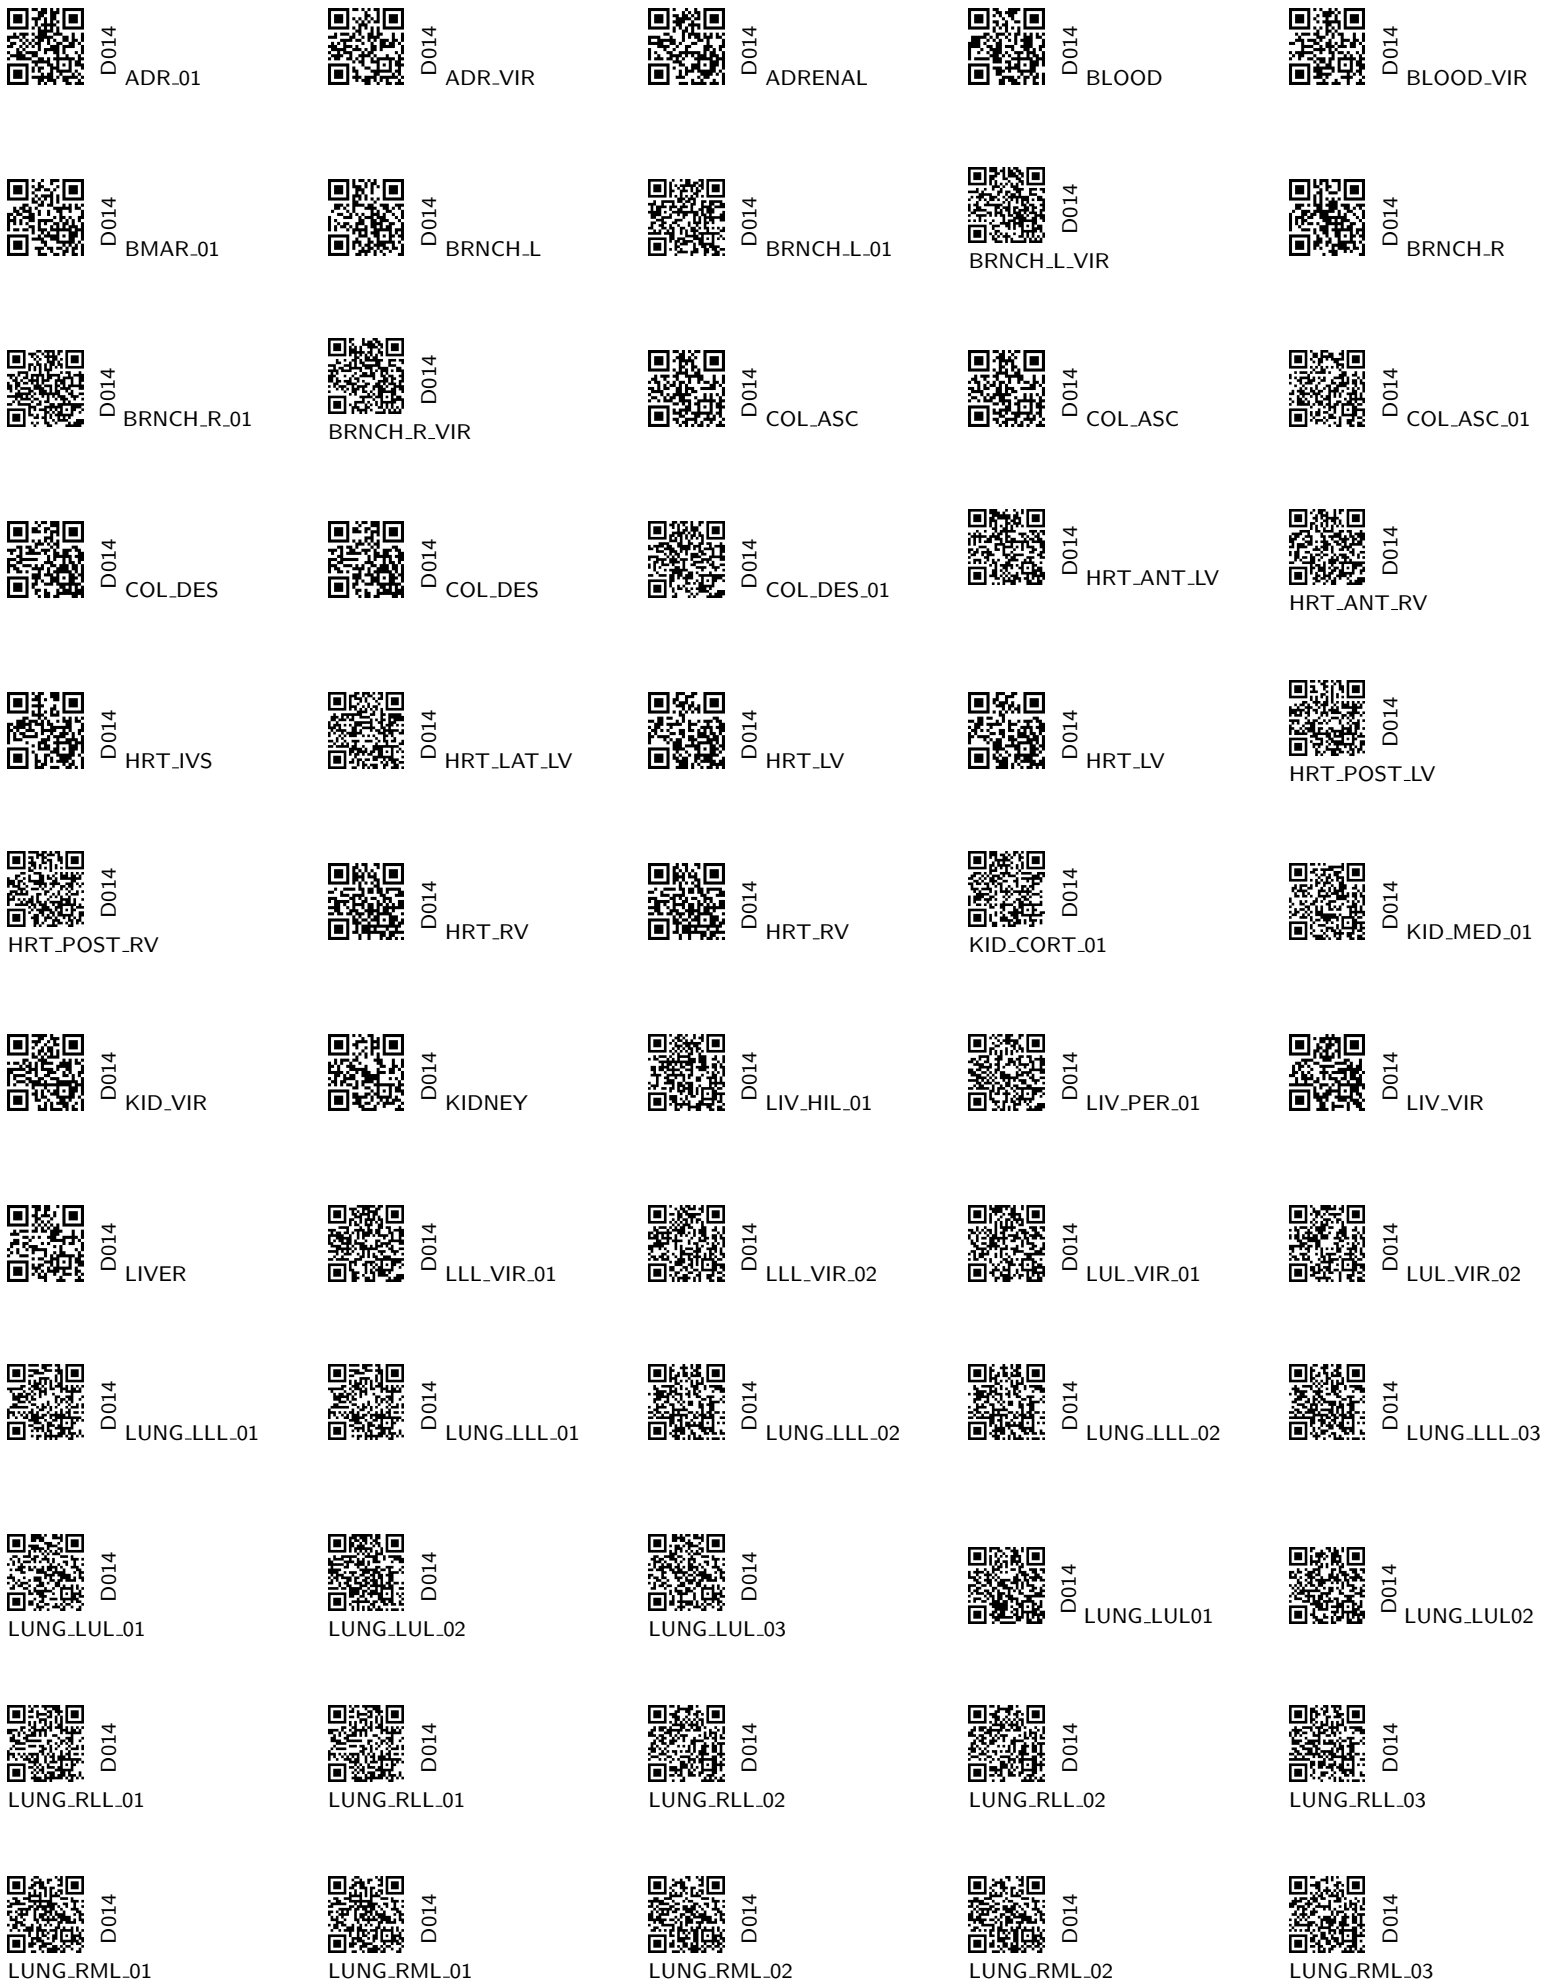 D014 ADR_01
D014 ADR_VIR
D014 ADRENAL
D014 BLOOD
D014 BLOOD_VIR
D014 BMAR_01
D014 BRNCH_L
D014 BRNCH_L_01
D014 BRNCH_L_VIR
D014 BRNCH_R
D014 BRNCH_R_01
D014 BRNCH_R_VIR
D014 COL_ASC
D014 COL_ASC
D014 COL_ASC_01
D014 COL_DES
D014 COL_DES
D014 COL_DES_01
D014 HRT_ANT_LV
D014 HRT_ANT_RV
D014 HRT_IVS
D014 HRT_LAT_LV
D014 HRT_LV
D014 HRT_LV
D014 HRT_POST_LV
D014 HRT_POST_RV
D014 HRT_RV
D014 HRT_RV
D014 KID_CORT_01
D014 KID_MED_01
D014 KID_VIR
D014 KIDNEY
D014 LIV_HIL_01
D014 LIV_PER_01
D014 LIV_VIR
D014 LIVER
D014 LLL_VIR_01
D014 LLL_VIR_02
D014 LUL_VIR_01
D014 LUL_VIR_02
D014 LUNG_LLL_01
D014 LUNG_LLL_01
D014 LUNG_LLL_02
D014 LUNG_LLL_02
D014 LUNG_LLL_03
D014 LUNG_LUL_01
D014 LUNG_LUL_02
D014 LUNG_LUL_03
D014 LUNG_LUL01
D014 LUNG_LUL02
D014 LUNG_RLL_01
D014 LUNG_RLL_01
D014 LUNG_RLL_02
D014 LUNG_RLL_02
D014 LUNG_RLL_03
D014 LUNG_RML_01
D014 LUNG_RML_01
D014 LUNG_RML_02
D014 LUNG_RML_02
D014 LUNG_RML_03